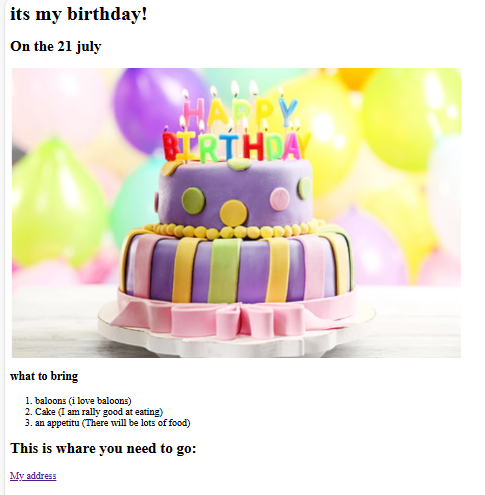 its my birthday!
On the 21 july
HAPPY
BIRTHDAY
what to bring
1. baloons (i love baloons)
2. Cake (I am rally good at eating)
3. an appetitu (There will be lots of food)
This is whare you need to go:
My address